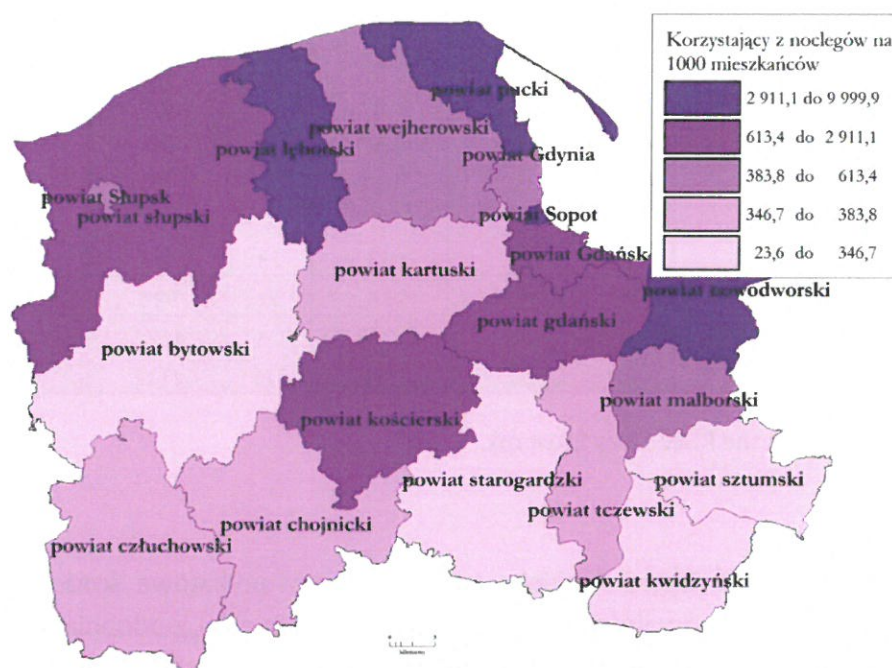 Korzystający z noclegów na
1000 mieszkańców
2 911,1 do 9 999,9
613,4 do 2 911,1
383,8 do 613,4
346,7 do 383,8
23,6 do 346,7
powiat pucki
powiat wejherowski
powiat lęborski
powiat Gdynia
powiat Słupsk
powiat słupski
powiat Sopot
powiat Gdańsk
powiat kartuski
powiat nowodworski
powiat gdański
powiat bytowski
powiat malborski
powiat kościerski
powiat starogardzki
powiat sztumski
powiat tczewski
powiat chojnicki
powiat człuchowski
powiat kwidzyński